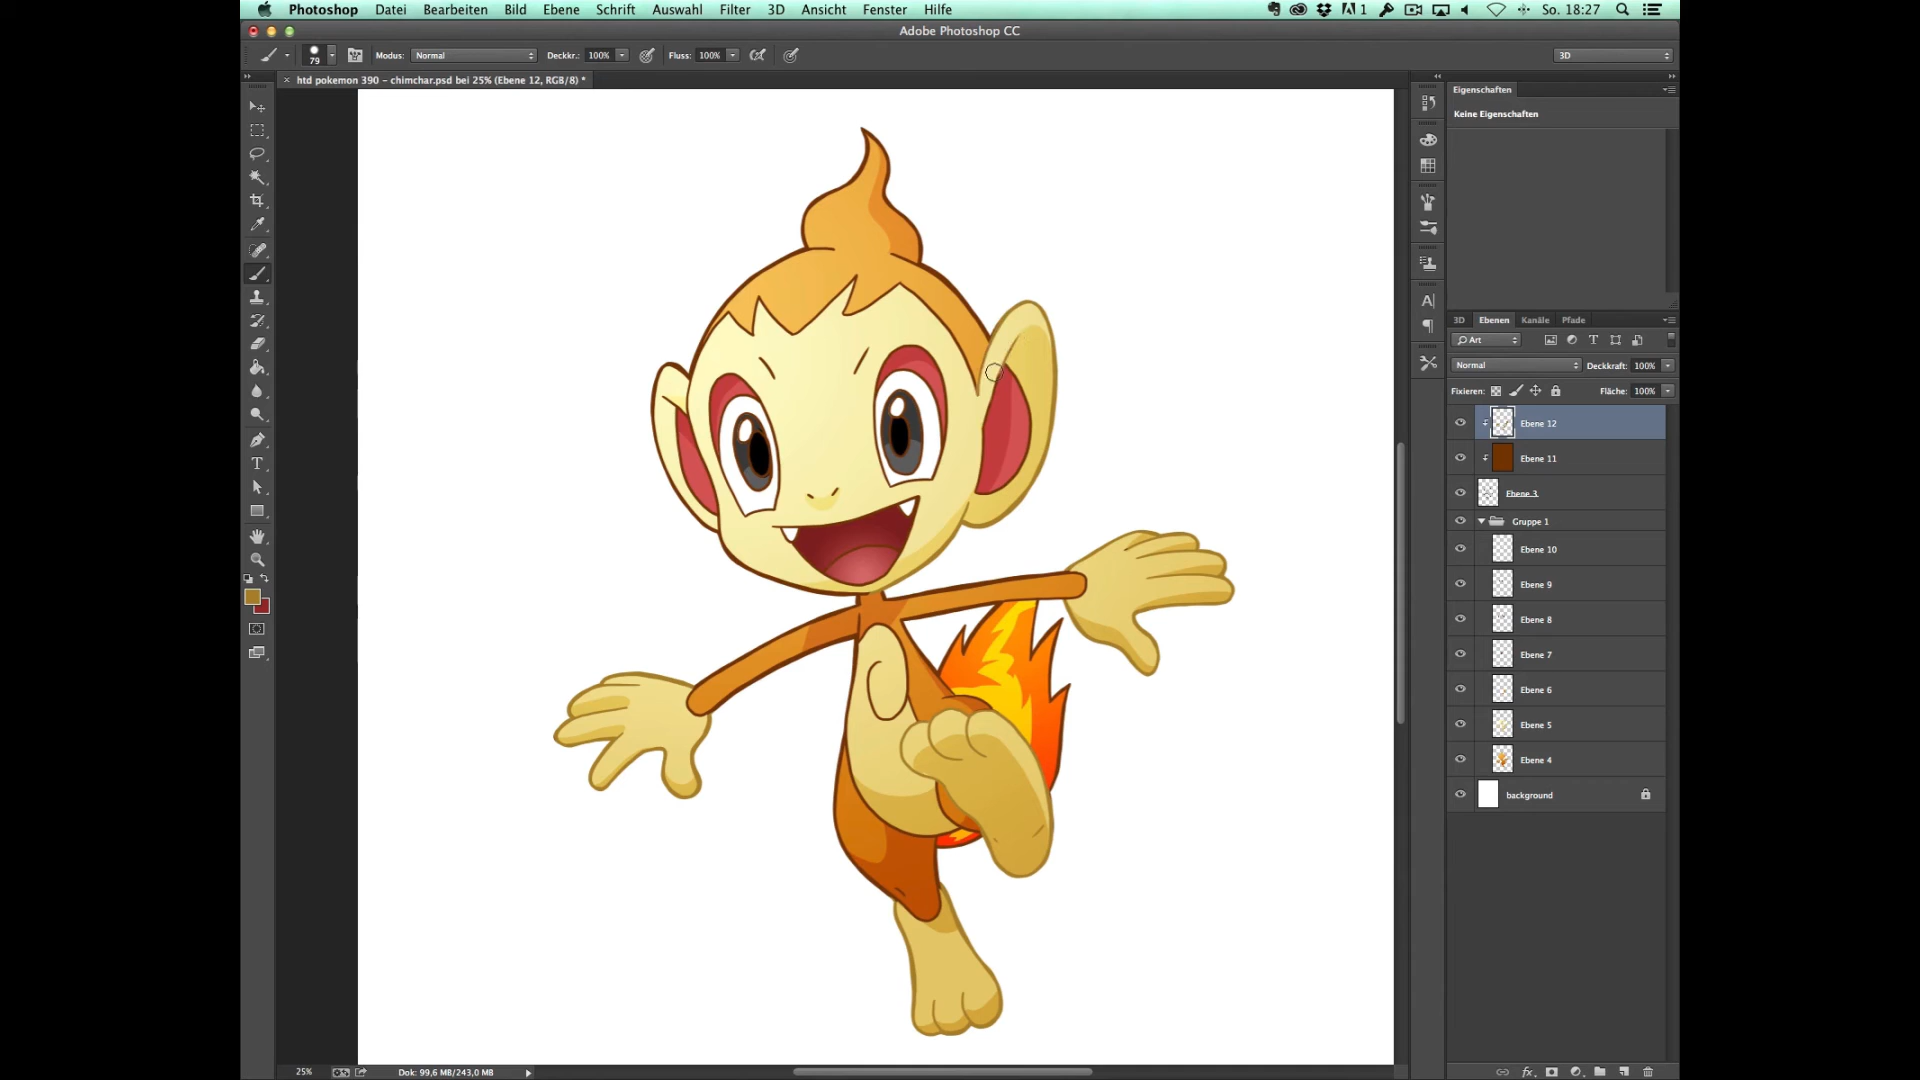 Photoshop Datei Bearbeiten Bild Ebene Schrift Auswahl Filter 3D Ansicht Fenster Hilfe 1 So. 18:27
Adobe Photoshop CC
79 Modus: Normal Deckkr.: 100% Fluss: 100% 3D
htd pokemon 390 - chimchar.psd bei 25% (Ebene 12, RGB/8) *
Eigenschaften
Keine Eigenschaften
3D Ebenen Kanäle Pfade
Art
Normal Deckkraft: 100%
Fixieren: Fläche: 100%
Ebene 12
Ebene 11
Ebene 3
Gruppe 1
Ebene 10
Ebene 9
Ebene 8
Ebene 7
Ebene 6
Ebene 5
Ebene 4
background
25% Dok: 99,6 MB/243,0 MB